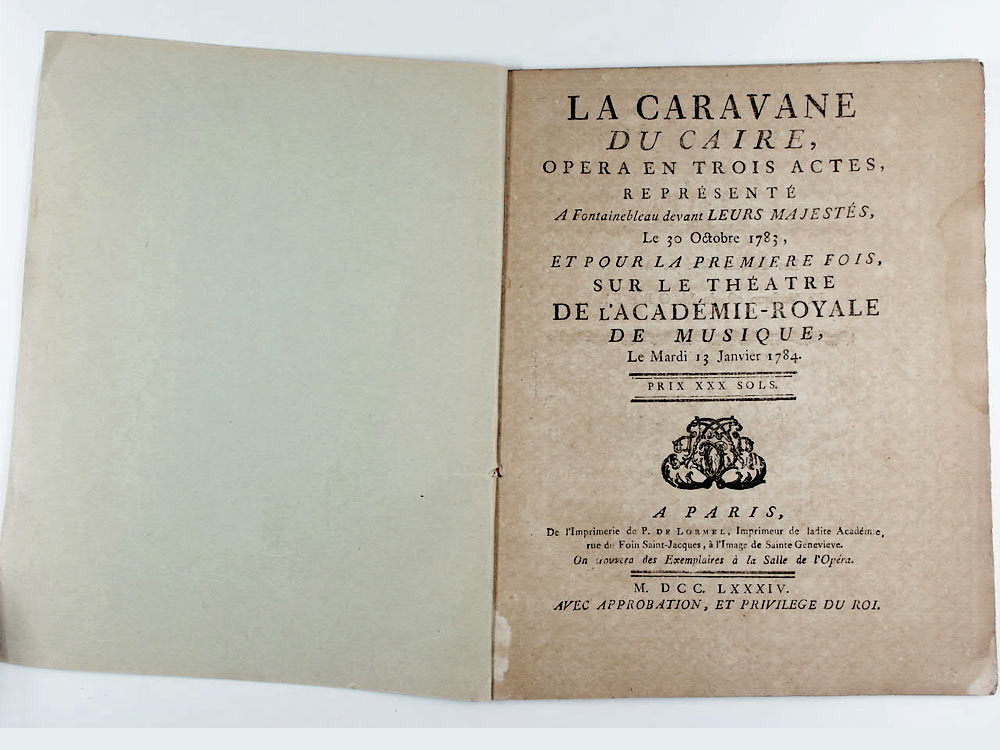 LA CARAVANE
DU CAIRE,
OPERA EN TROIS ACTES,
REPRÉSENTÉ
A Fontainebleau devant LEURS MAJESTÉS,
Le 30 Octobre 1783,
ET POUR LA PREMIERE FOIS,
SUR LE THÉATRE
DE L'ACADÉMIE-ROYALE
DE MUSIQUE,
Le Mardi 13 Janvier 1784.
PRIX XXX SOLS.
A PARIS,
De l'Imprimerie de P. DE LORMEL, Imprimeur de ladite Académie,
rue du Foin Saint-Jacques, à l'Image de Sainte Genevieve.
On trouvera des Exemplaires à la Salle de l'Opéra.
M. DCC. LXXXIV.
AVEC APPROBATION, ET PRIVILEGE DU ROI.